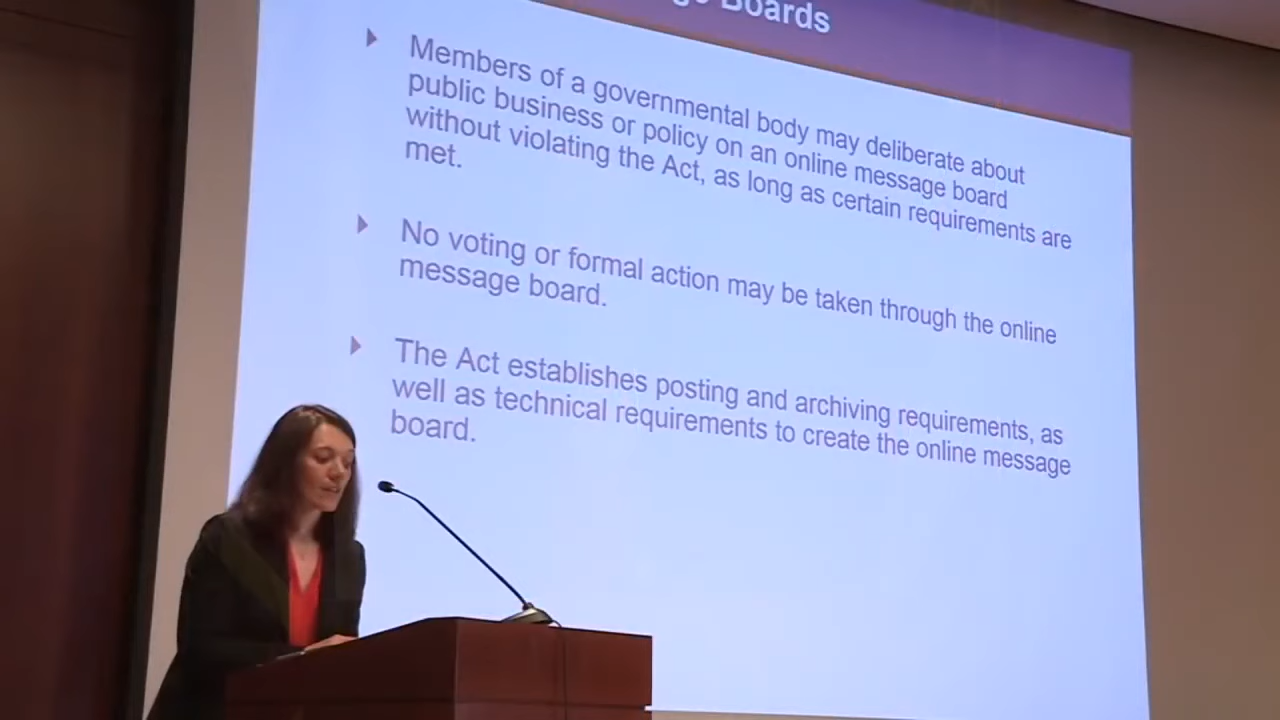 Boards
Members of a governmental body may deliberate about
public business or policy on an online message board
without violating the Act, as long as certain requirements are
met.
No voting or formal action may be taken through the online
message board.
The Act establishes posting and archiving requirements, as
well as technical requirements to create the online message
board.